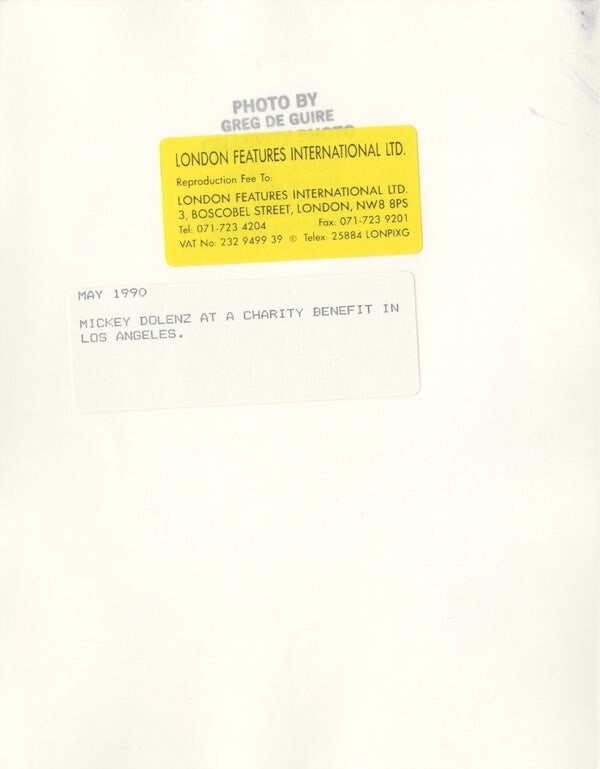 PHOTO BY
GREG DE GUIRE
PHOTO
LONDON FEATURES INTERNATIONAL LTD.
Reproduction Fee To:
LONDON FEATURES INTERNATIONAL LTD.
3, BOSCOBEL STREET, LONDON, NW8 8PS
Tel: 071-723 4204 Fax: 071-723 9201
VAT No: 232 9499 39 © Telex: 25884 LONPIXG
MAY 1990
MICKEY DOLENZ AT A CHARITY BENEFIT IN
LOS ANGELES.